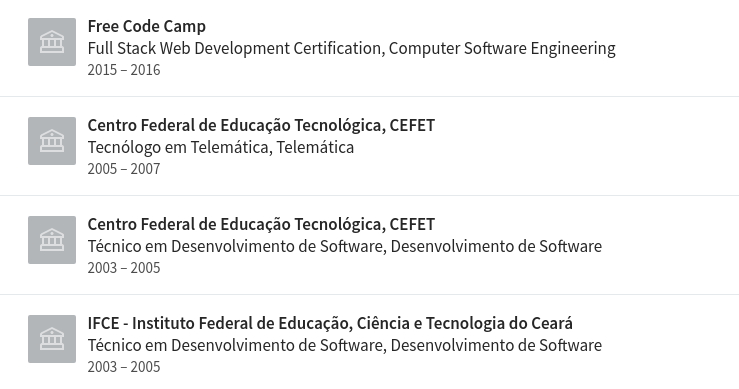 Free Code Camp
Full Stack Web Development Certification, Computer Software Engineering
2015 – 2016
Centro Federal de Educação Tecnológica, CEFET
Tecnólogo em Telemática, Telemática
2005 – 2007
Centro Federal de Educação Tecnológica, CEFET
Técnico em Desenvolvimento de Software, Desenvolvimento de Software
2003 – 2005
IFCE - Instituto Federal de Educação, Ciência e Tecnologia do Ceará
Técnico em Desenvolvimento de Software, Desenvolvimento de Software
2003 – 2005